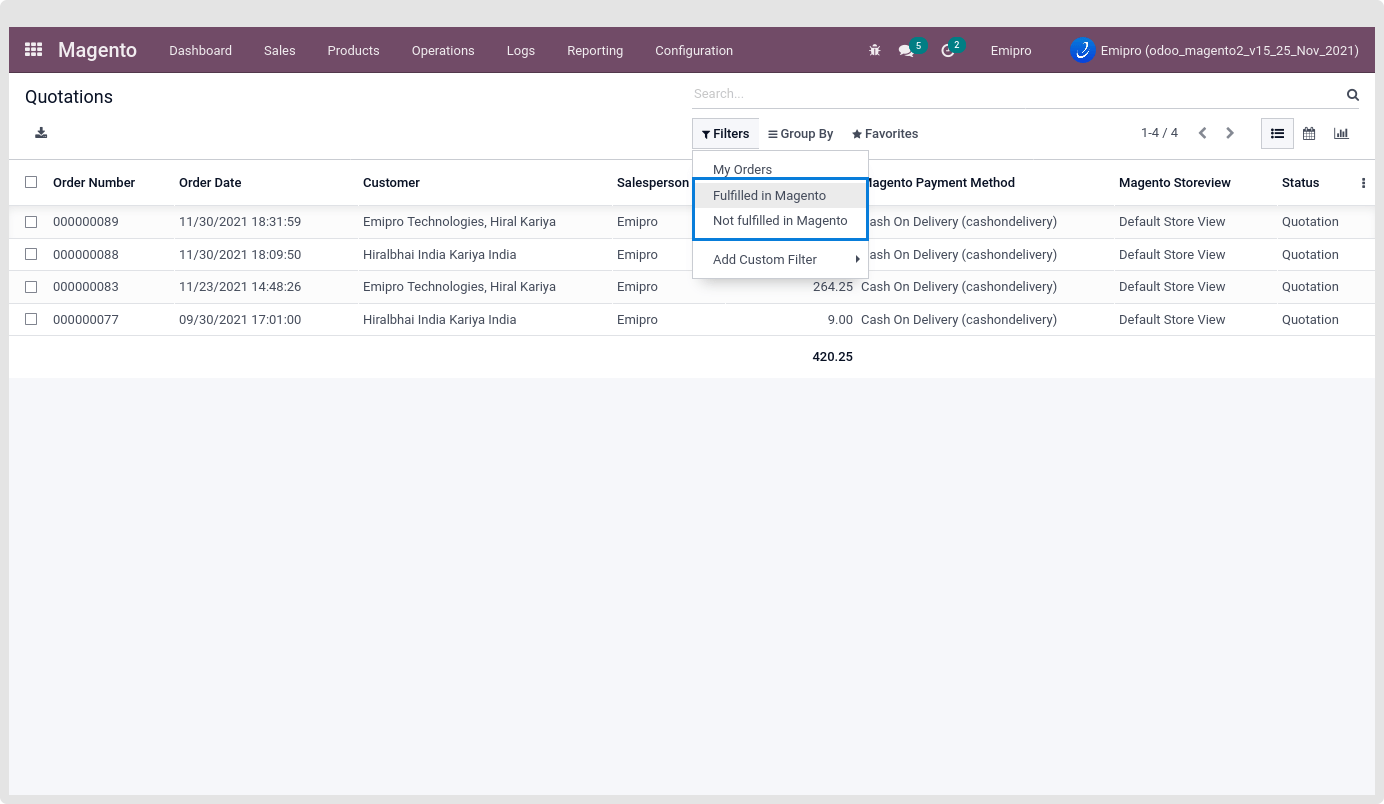 Magento Dashboard Sales Products Operations Logs Reporting Configuration 5 2 Emipro Emipro (odoo_magento2_v15_25_Nov_2021)
Quotations
Search...
Filters Group By Favorites 1-4 / 4
My Orders
Fulfilled in Magento
Not fulfilled in Magento
Add Custom Filter
Order Number Order Date Customer Salesperson Magento Payment Method Magento Storeview Status
000000089 11/30/2021 18:31:59 Emipro Technologies, Hiral Kariya Emipro Cash On Delivery (cashondelivery) Default Store View Quotation
000000088 11/30/2021 18:09:50 Hiralbhai India Kariya India Emipro Cash On Delivery (cashondelivery) Default Store View Quotation
000000083 11/23/2021 14:48:26 Emipro Technologies, Hiral Kariya Emipro 264.25 Cash On Delivery (cashondelivery) Default Store View Quotation
000000077 09/30/2021 17:01:00 Hiralbhai India Kariya India Emipro 9.00 Cash On Delivery (cashondelivery) Default Store View Quotation
420.25